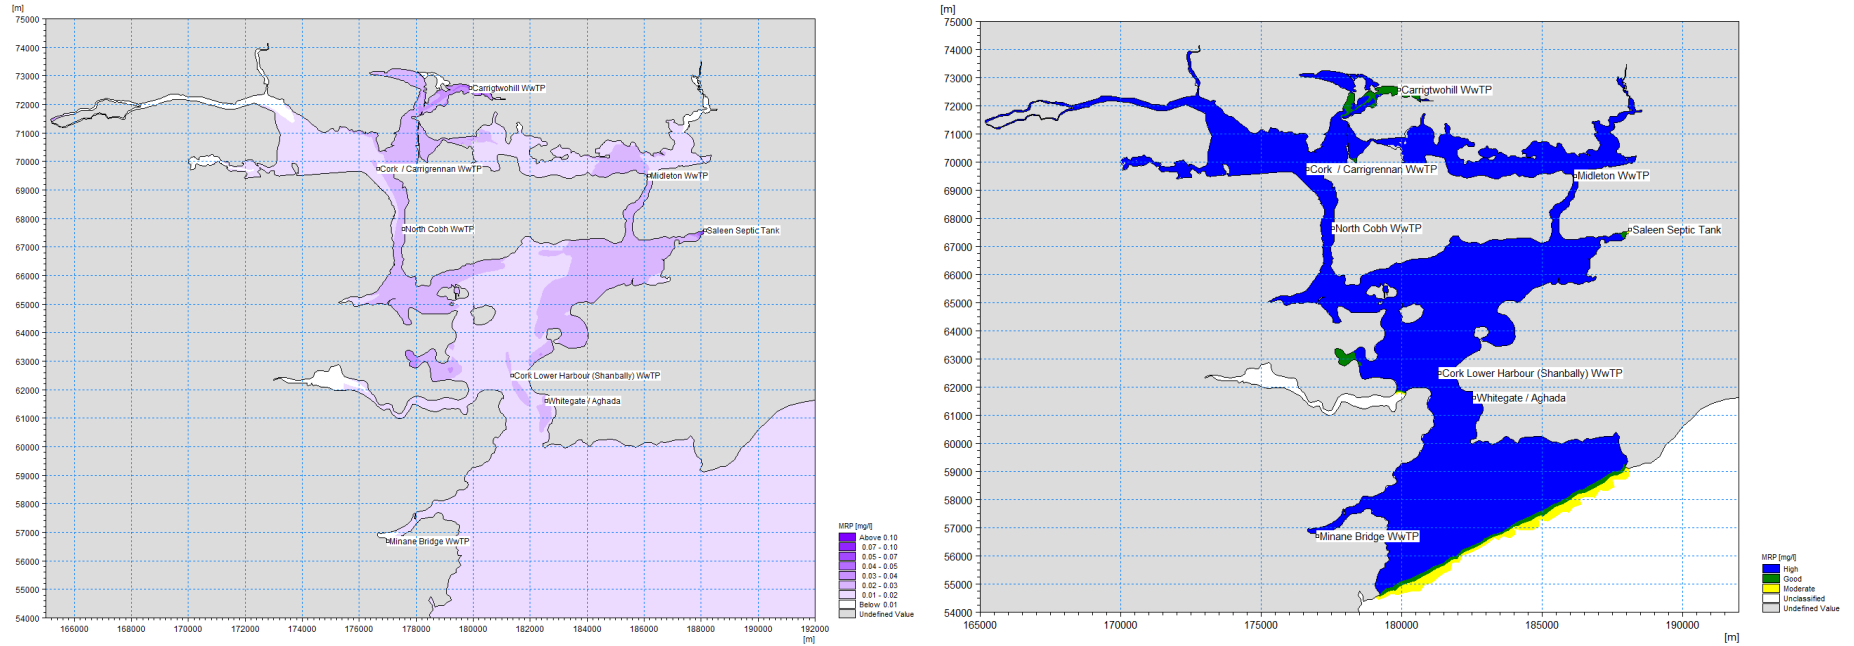 [m]
75000
74000
73000
72000
71000
70000
69000
68000
67000
66000
65000
64000
63000
62000
61000
60000
59000
58000
57000
56000
55000
54000
166000 168000 170000 172000 174000 176000 178000 180000 182000 184000 186000 188000 190000 192000
[m]
Carrigtwohill WwTP
Cork / Carrigrennan WwTP
Midleton WwTP
North Cobh WwTP
Saleen Septic Tank
Cork Lower Harbour (Shanbally) WwTP
Whitegate / Aghada
Minane Bridge WwTP
MRP [mg/l]
Above 0.10
0.07 - 0.10
0.05 - 0.07
0.04 - 0.05
0.03 - 0.04
0.02 - 0.03
0.01 - 0.02
Below 0.01
Undefined Value
[m]
75000
74000
73000
72000
71000
70000
69000
68000
67000
66000
65000
64000
63000
62000
61000
60000
59000
58000
57000
56000
55000
54000
165000 170000 175000 180000 185000 190000
[m]
Carrigtwohill WwTP
Cork / Carrigrennan WwTP
Midleton WwTP
North Cobh WwTP
Saleen Septic Tank
Cork Lower Harbour (Shanbally) WwTP
Whitegate / Aghada
Minane Bridge WwTP
MRP [mg/l]
High
Good
Moderate
Unclassified
Undefined Value